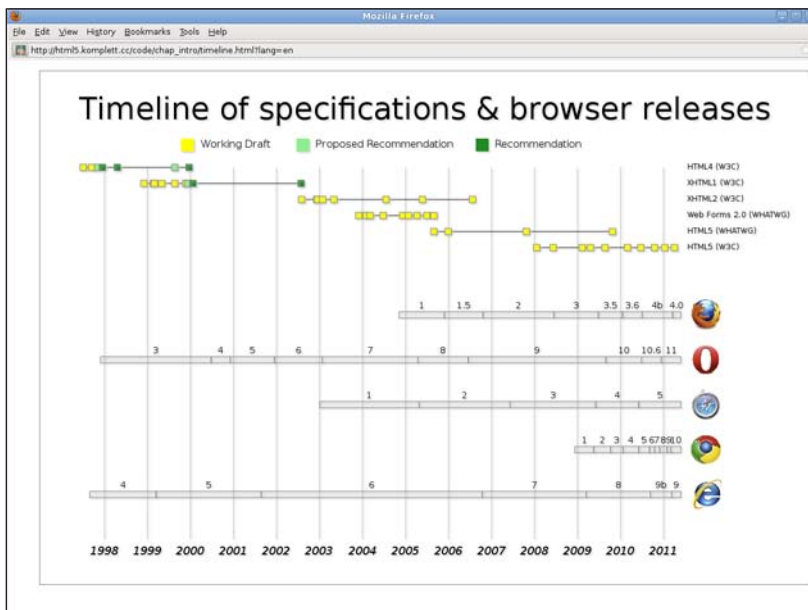 Mozilla Firefox
File Edit View History Bookmarks Tools Help
http://html5.komplett.cc/code/chap_intro/timeline.html?lang=en
Timeline of specifications & browser releases
Working Draft Proposed Recommendation Recommendation
HTML4 (W3C)
XHTML1 (W3C)
XHTML2 (W3C)
Web Forms 2.0 (WHATWG)
HTML5 (WHATWG)
HTML5 (W3C)
1 1.5 2 3 3.5 3.6 4b 4.0
3 4 5 6 7 8 9 10 10.6 11
1 2 3 4 5
1 2 3 4 5 6 7 8 9 10
4 5 6 7 8 9b 9
1998 1999 2000 2001 2002 2003 2004 2005 2006 2007 2008 2009 2010 2011